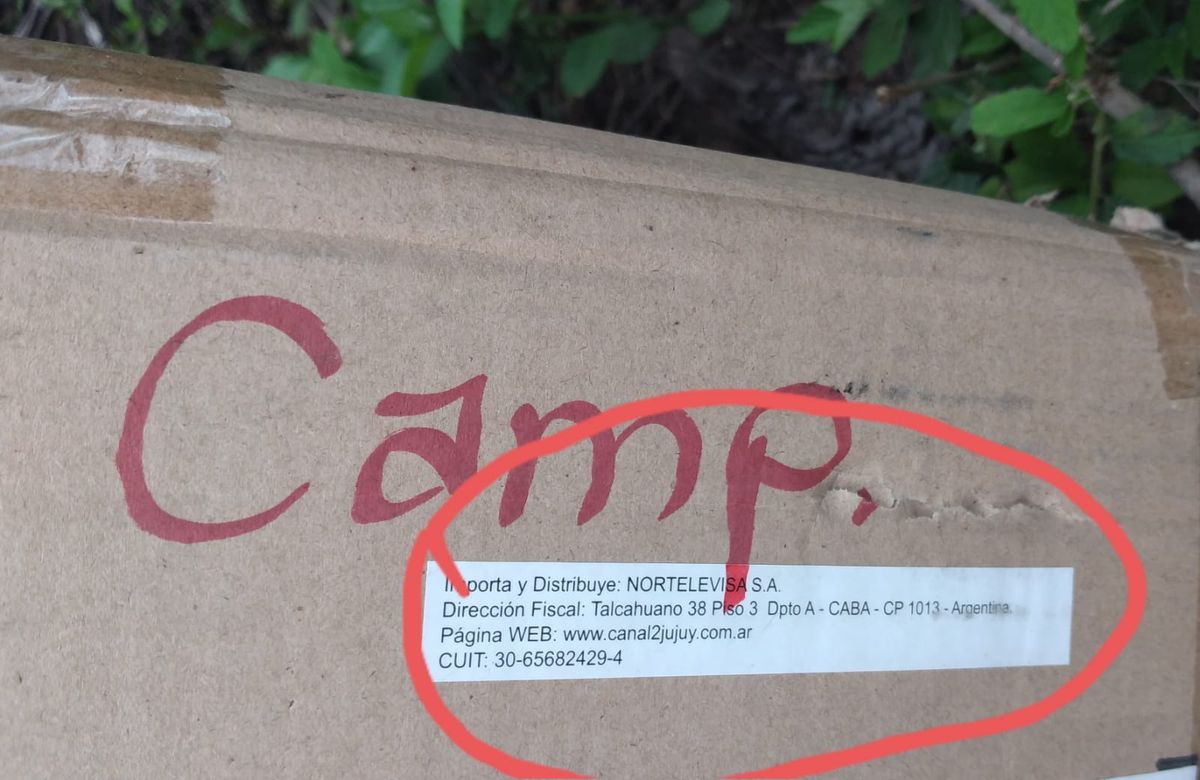 Camp.
Importa y Distribuye: NORTELEVISA S.A.
Dirección Fiscal: Talcahuano 38 Piso 3 Dpto A - CABA - CP 1013 - Argentina.
Página WEB: www.canal2jujuy.com.ar
CUIT: 30-65682429-4